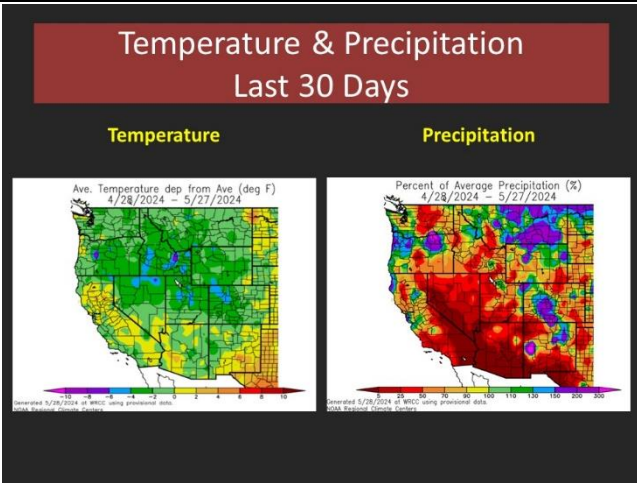 Temperature & Precipitation
Last 30 Days
Temperature
Precipitation
Ave. Temperature dep from Ave (deg F)
4/28/2024 – 5/27/2024
-10 -8 -6 -4 -2 0 2 4 6 8 10
Generated 5/28/2024 at WRCC using provisional data.
NOAA Regional Climate Centers
Percent of Average Precipitation (%)
4/28/2024 – 5/27/2024
5 25 50 70 90 100 110 130 150 200 300
Generated 5/28/2024 at WRCC using provisional data.
NOAA Regional Climate Centers